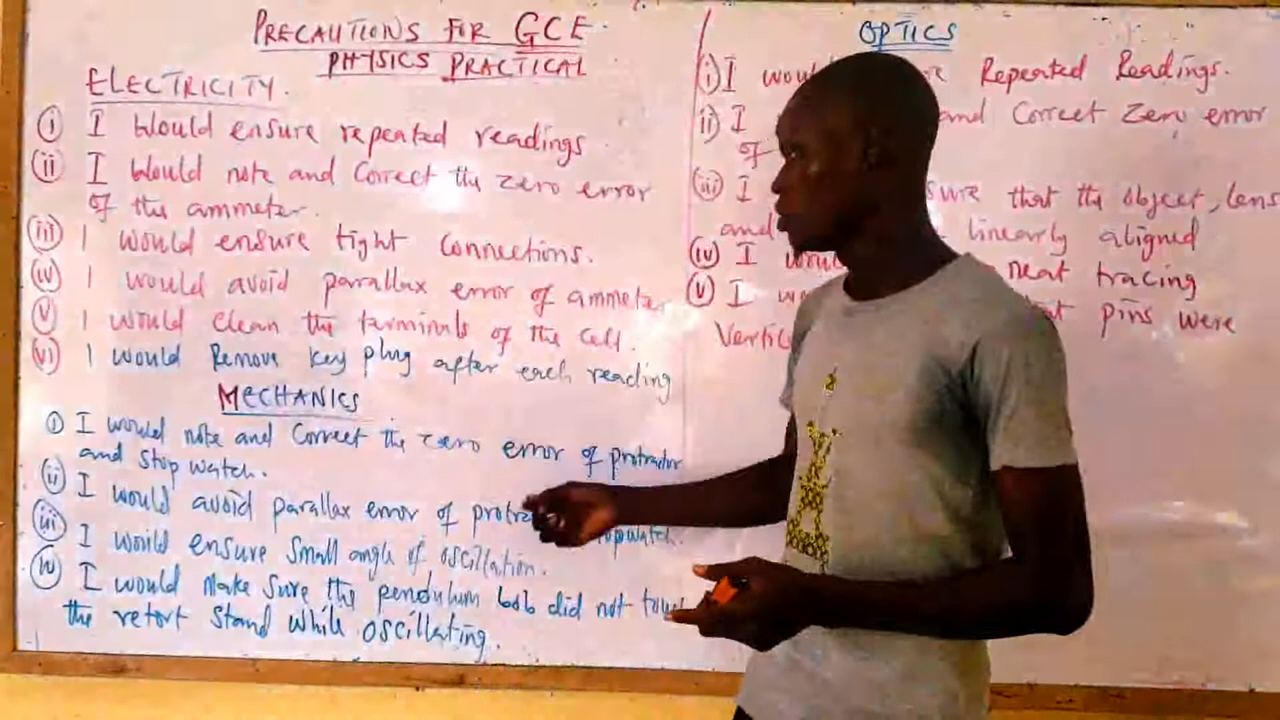 PRECAUTIONS FOR GCE
PHYSICS PRACTICAL
ELECTRICITY.
(i) I Would ensure repeated readings
(ii) I Would note and Correct the zero error
of the ammeter.
(iii) I would ensure tight Connections.
(iv) I would avoid parallax error of ammeter
(v) I would clean the terminals of the Cell.
(vi) I would Remove key plug after each reading
MECHANICS
(i) I would note and Correct the zero error of protractor
and Stop watch.
(ii) I would avoid parallax error of
(iii) I would ensure Small angle of oscillation.
(iv) I would Make Sure the pendulum bob did not
the retort Stand while oscillating.
OPTICS
(i) I Repeated Readings.
(ii) I and Correct Zero error
of
(iii) I that the object, lens
and linearly aligned
(iv) I neat tracing
(v) I pins were